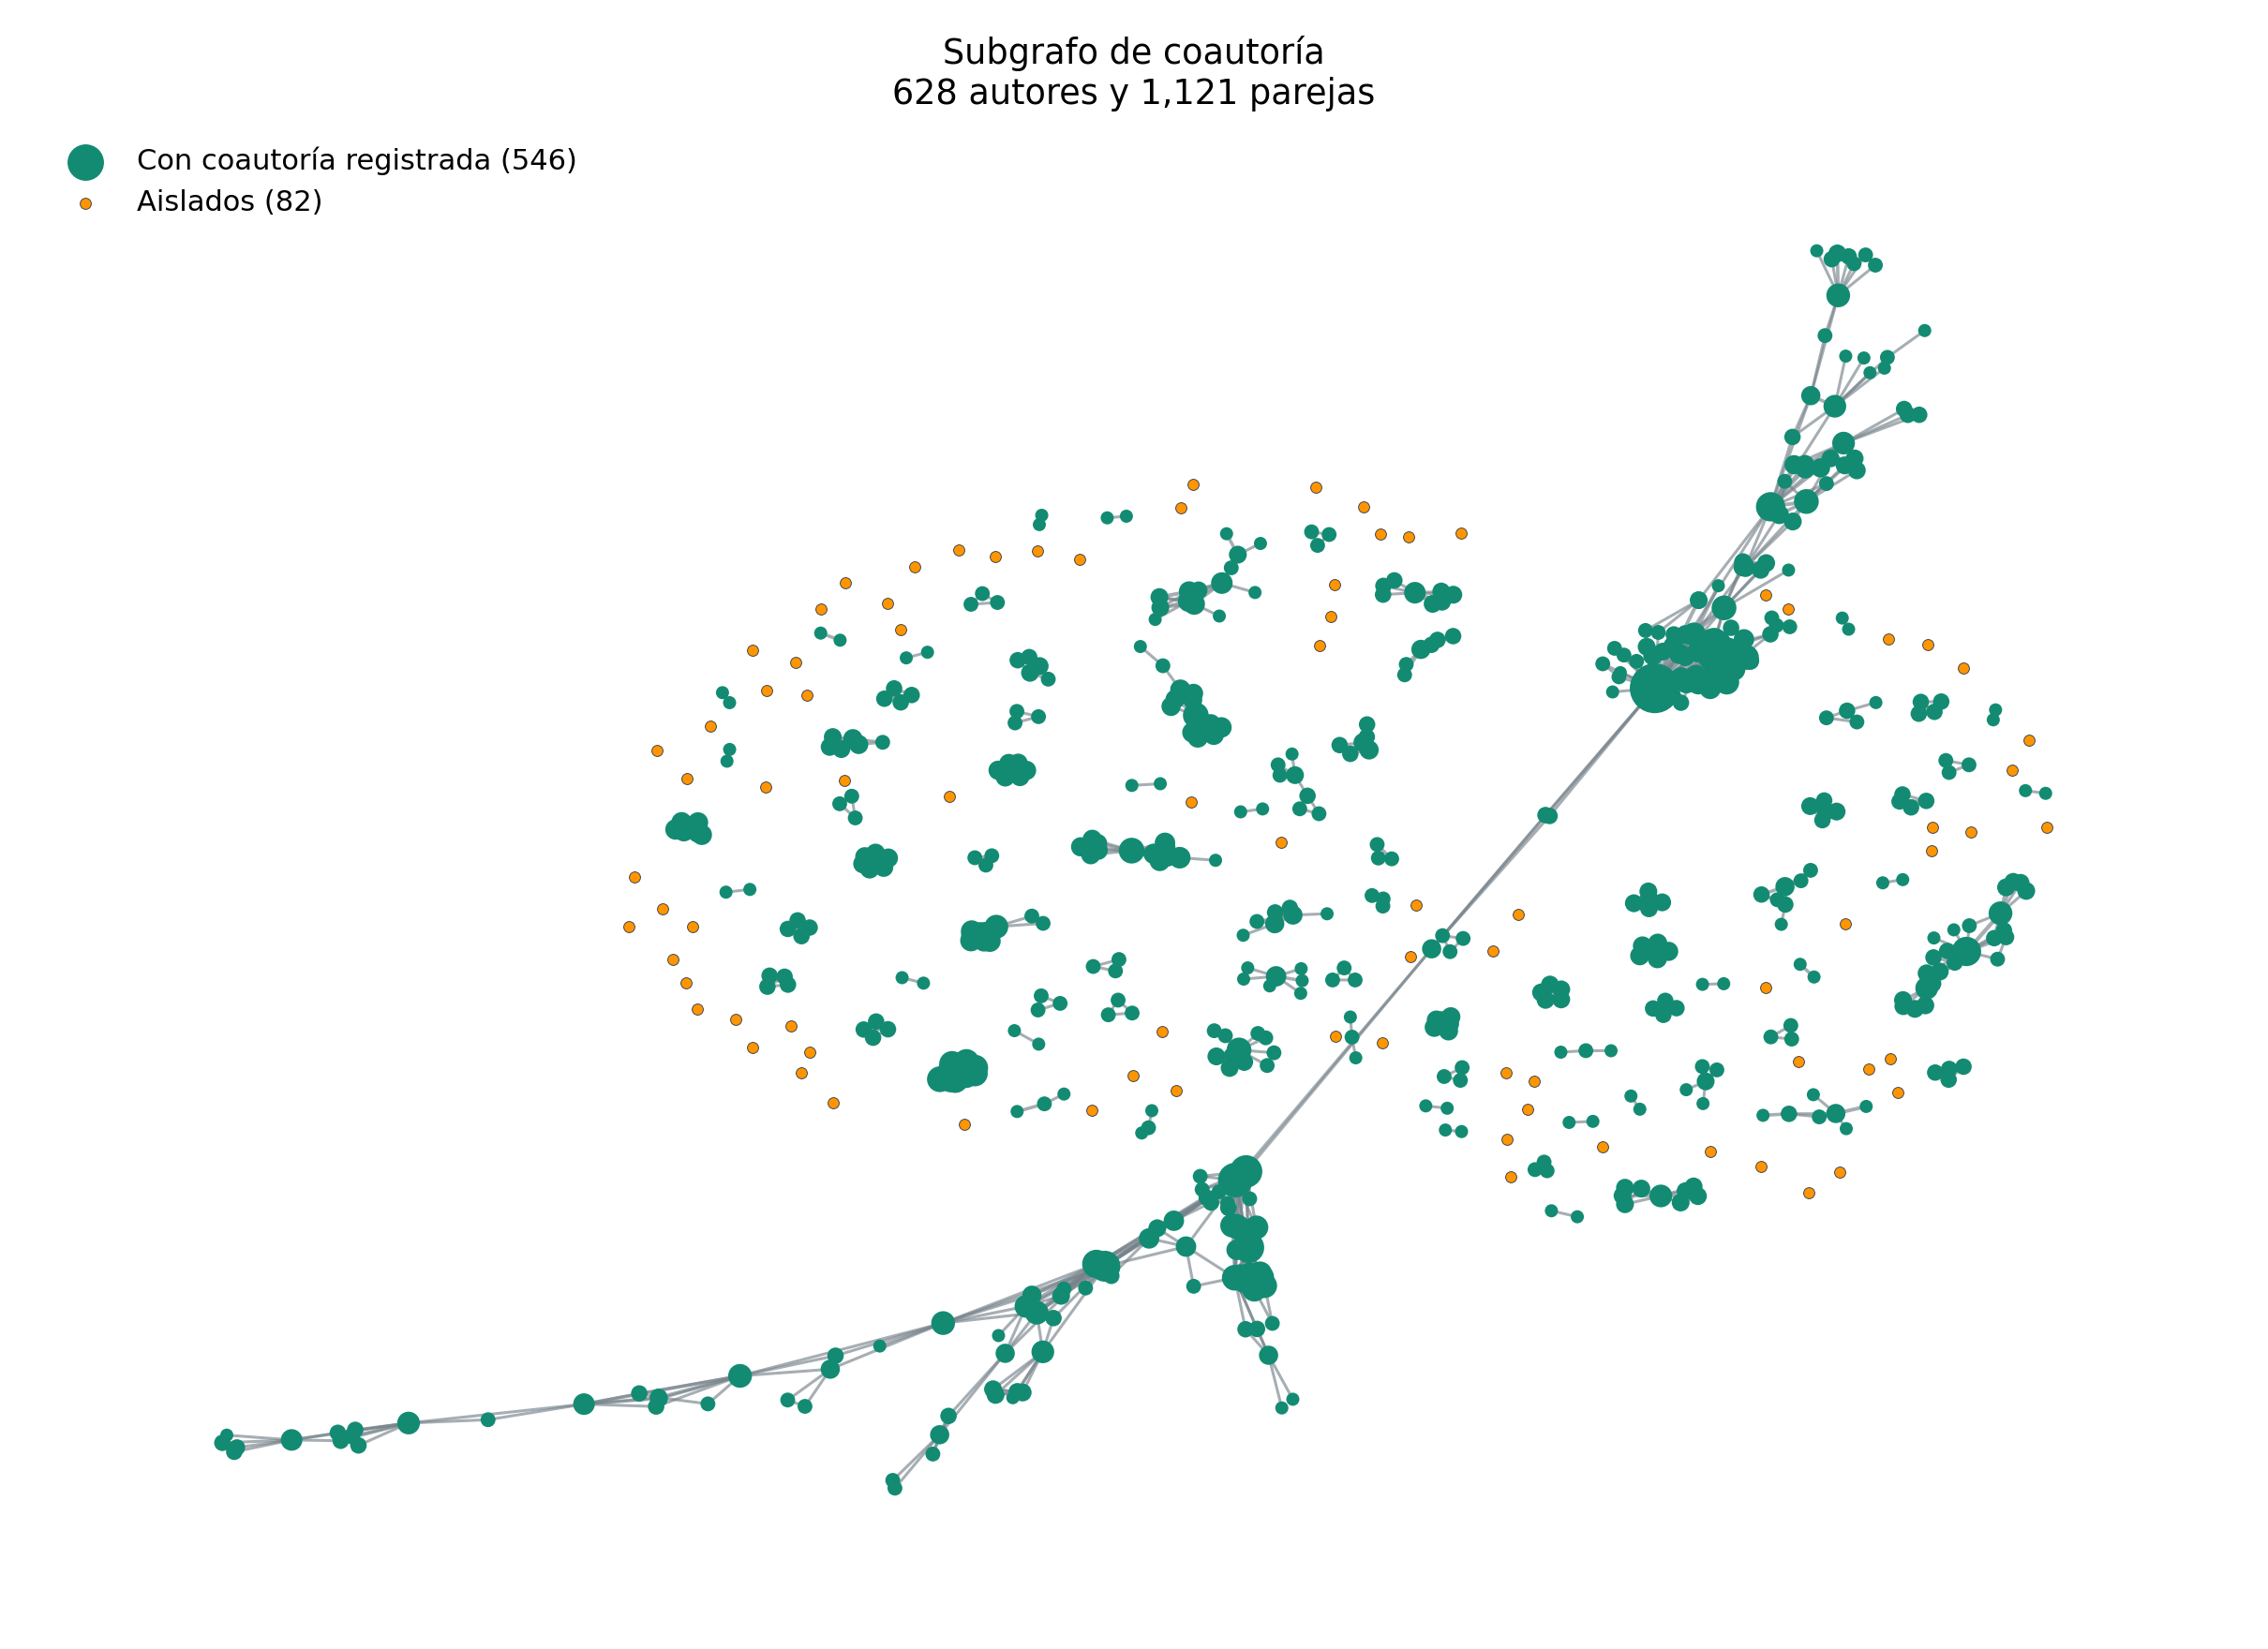 Subgrafo de coautoría
628 autores y 1,121 parejas
Con coautoría registrada (546)
Aislados (82)